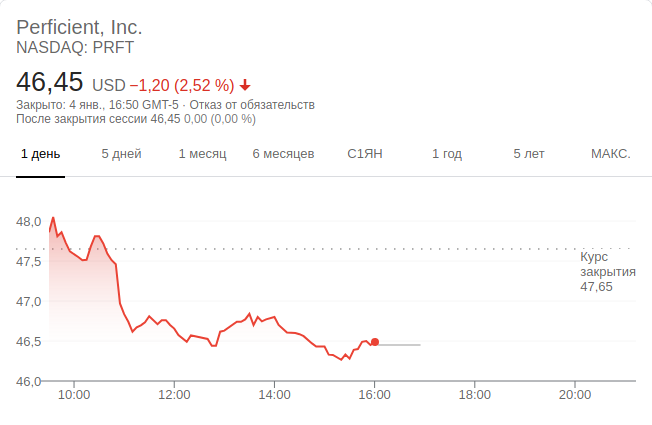 Perficient, Inc.
NASDAQ: PRFT
46,45 USD −1,20 (2,52 %)
Закрыто: 4 янв., 16:50 GMT-5 · Отказ от обязательств
После закрытия сессии 46,45 0,00 (0,00 %)
1 день 5 дней 1 месяц 6 месяцев С1ЯН 1 год 5 лет МАКС.
48,0
47,5
47,0
46,5
46,0
Курс
закрытия
47,65
10:00 12:00 14:00 16:00 18:00 20:00